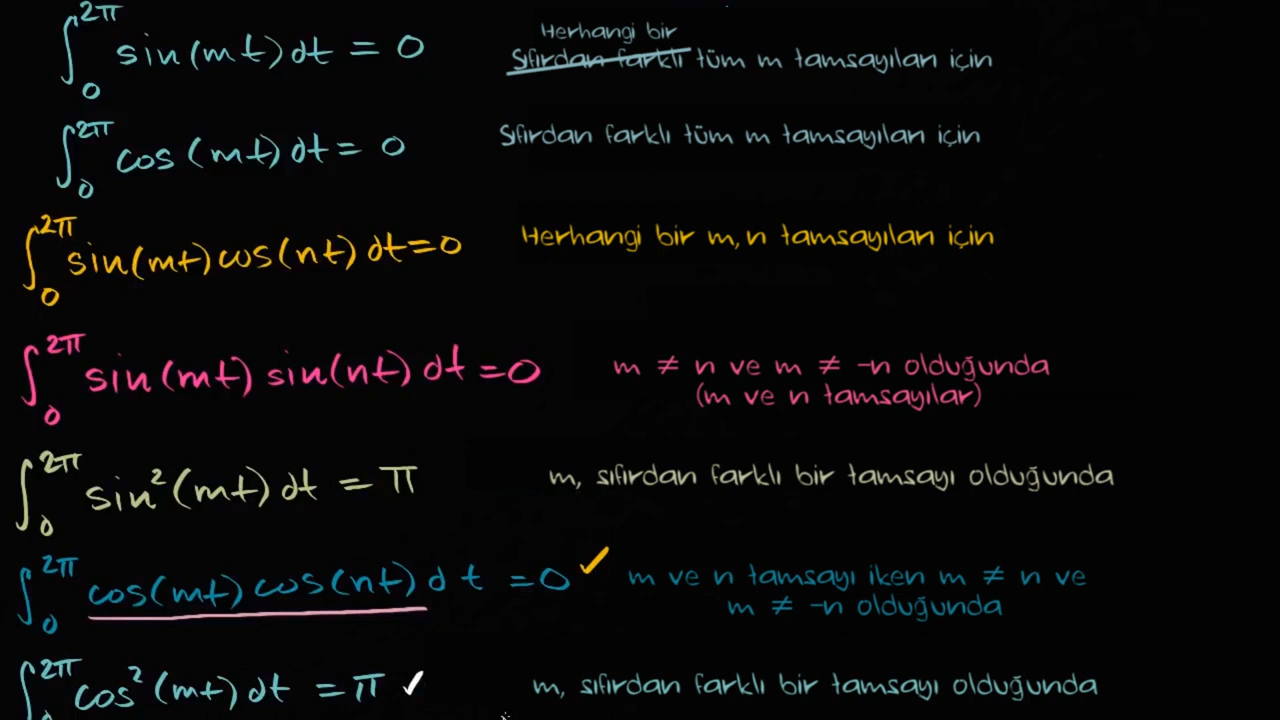 ∫₀^2π sin(mt) dt = 0
Herhangi bir
Sıfırdan farklı tüm m tamsayıları için
∫₀^2π cos(mt) dt = 0
Sıfırdan farklı tüm m tamsayıları için
∫₀^2π sin(mt) cos(nt) dt = 0
Herhangi bir m, n tamsayıları için
∫₀^2π sin(mt) sin(nt) dt = 0
m ≠ n ve m ≠ -n olduğunda
(m ve n tamsayılar)
∫₀^2π sin²(mt) dt = π
m, sıfırdan farklı bir tamsayı olduğunda
∫₀^2π cos(mt) cos(nt) dt = 0 ✓
m ve n tamsayı iken m ≠ n ve
m ≠ -n olduğunda
∫₀^2π cos²(mt) dt = π ✓
m, sıfırdan farklı bir tamsayı olduğunda